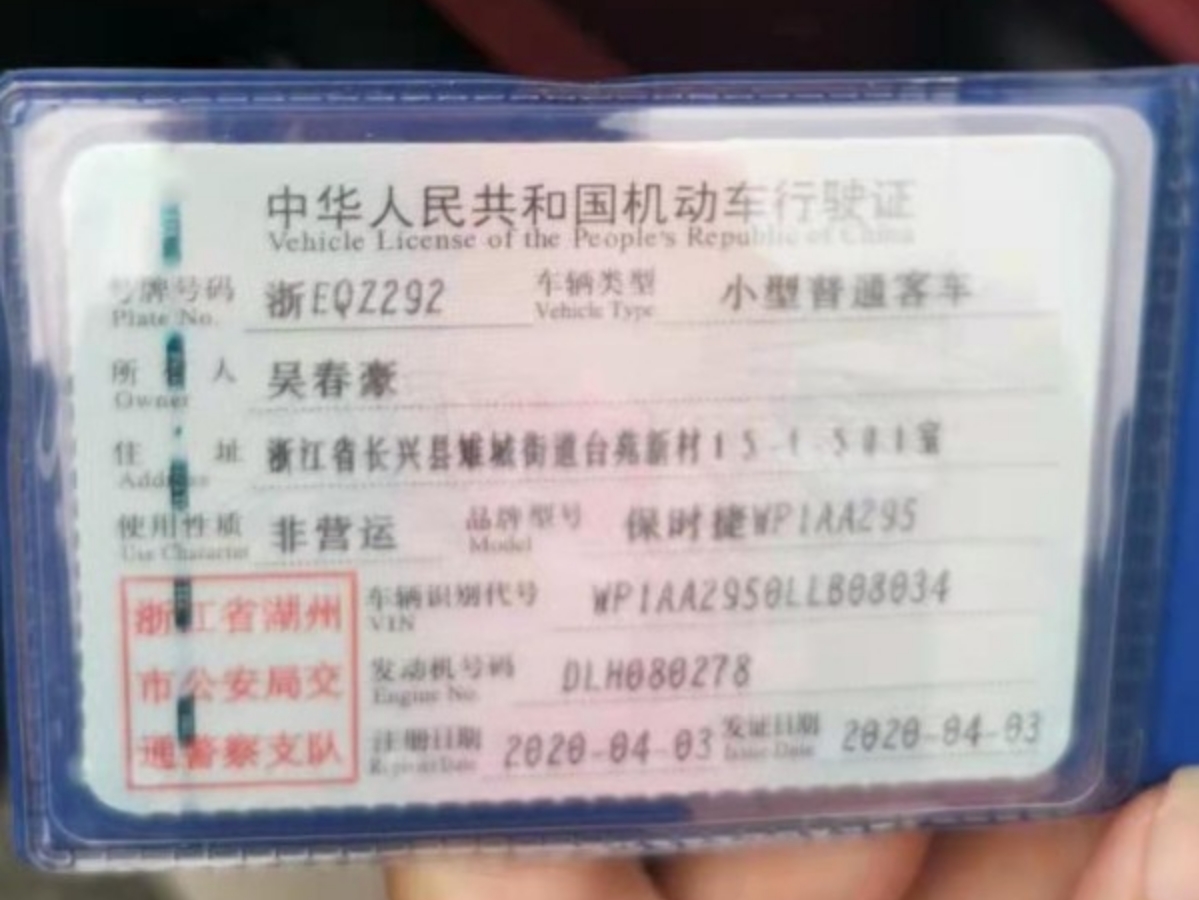 中华人民共和国机动车行驶证
Vehicle License of the People's Republic of China
号牌号码 浙EQZ292 车辆类型 小型普通客车
Plate No. Vehicle Type
所 人 吴春豪
Owner
住 址 浙江省长兴县雉城街道台苑新村15-1-501室
Address
使用性质 非营运 品牌型号 保时捷WP1AA295
Use Character Model
浙江省湖州
市公安局交
通警察支队
车辆识别代号 WP1AA2950LLB08034
VIN
发动机号码 DLH080278
Engine No.
注册日期 2020-04-03 发证日期 2020-04-03
Register Date Issue Date